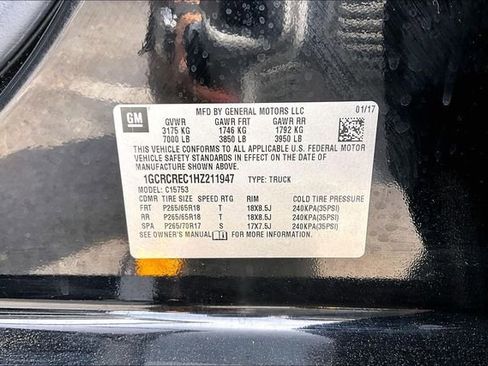 GM
MFD BY GENERAL MOTORS LLC 01/17
GVWR GAWR FRT GAWR RR
3175 KG 1746 KG 1792 KG
7000 LB 3850 LB 3950 LB
THIS VEHICLE CONFORMS TO ALL APPLICABLE U.S. FEDERAL MOTOR
VEHICLE SAFETY STANDARDS IN EFFECT ON THE DATE OF
MANUFACTURE SHOWN ABOVE.
1GCRCREC1HZ211947 TYPE: TRUCK
MODEL: C15753
CDMR TIRE SIZE SPEED RTG RIM COLD TIRE PRESSURE
FRT P265/65R18 T 18X8.5J 240KPA(35PSI)
RR P265/65R18 T 18X8.5J 240KPA(35PSI)
SPA P265/70R17 S 17X7.5J 240KPA(35PSI)
SEE OWNER'S MANUAL FOR MORE INFORMATION.